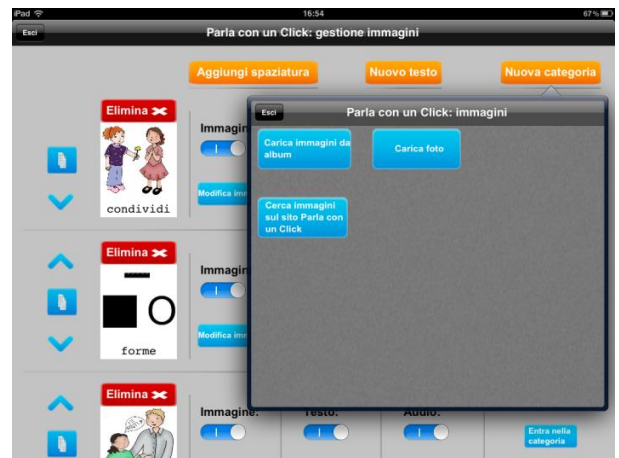 iPad 16:54 67%
Esci Parla con un Click: gestione immagini
Aggiungi spaziatura Nuovo testo Nuova categoria
Elimina
Immagin
Modifica imm
condividi
Esci Parla con un Click: immagini
Carica immagini da
album
Carica foto
Cerca immagini
sul sito Parla con
un Click
Elimina
Immagin
Modifica imm
forme
Elimina
Immagine: Testo: Audio:
Entra nella
categoria